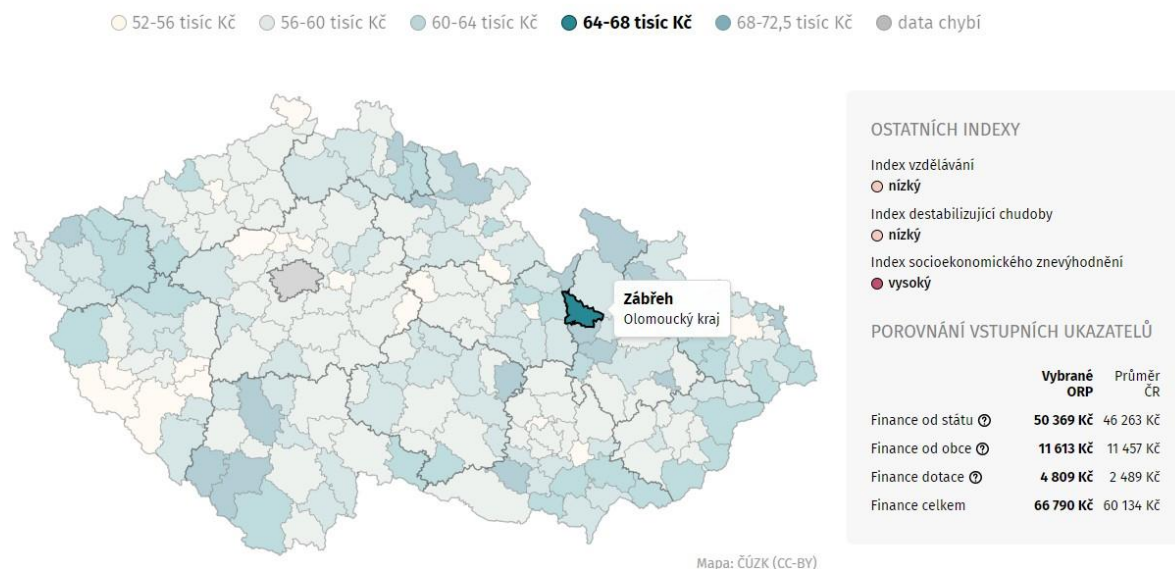 52-56 tisíc Kč 56-60 tisíc Kč 60-64 tisíc Kč 64-68 tisíc Kč 68-72,5 tisíc Kč data chybí
OSTATNÍCH INDEXY
Index vzdělávání
nízký
Index destabilizující chudoby
nízký
Index socioekonomického znevýhodnění
vysoký
Zábřeh
Olomoucký kraj
POROVNÁNÍ VSTUPNÍCH UKAZATELŮ
Vybrané Průměr
ORP ČR
Finance od státu ? 50 369 Kč 46 263 Kč
Finance od obce ? 11 613 Kč 11 457 Kč
Finance dotace ? 4 809 Kč 2 489 Kč
Finance celkem 66 790 Kč 60 134 Kč
Mapa: ČÚZK (CC-BY)